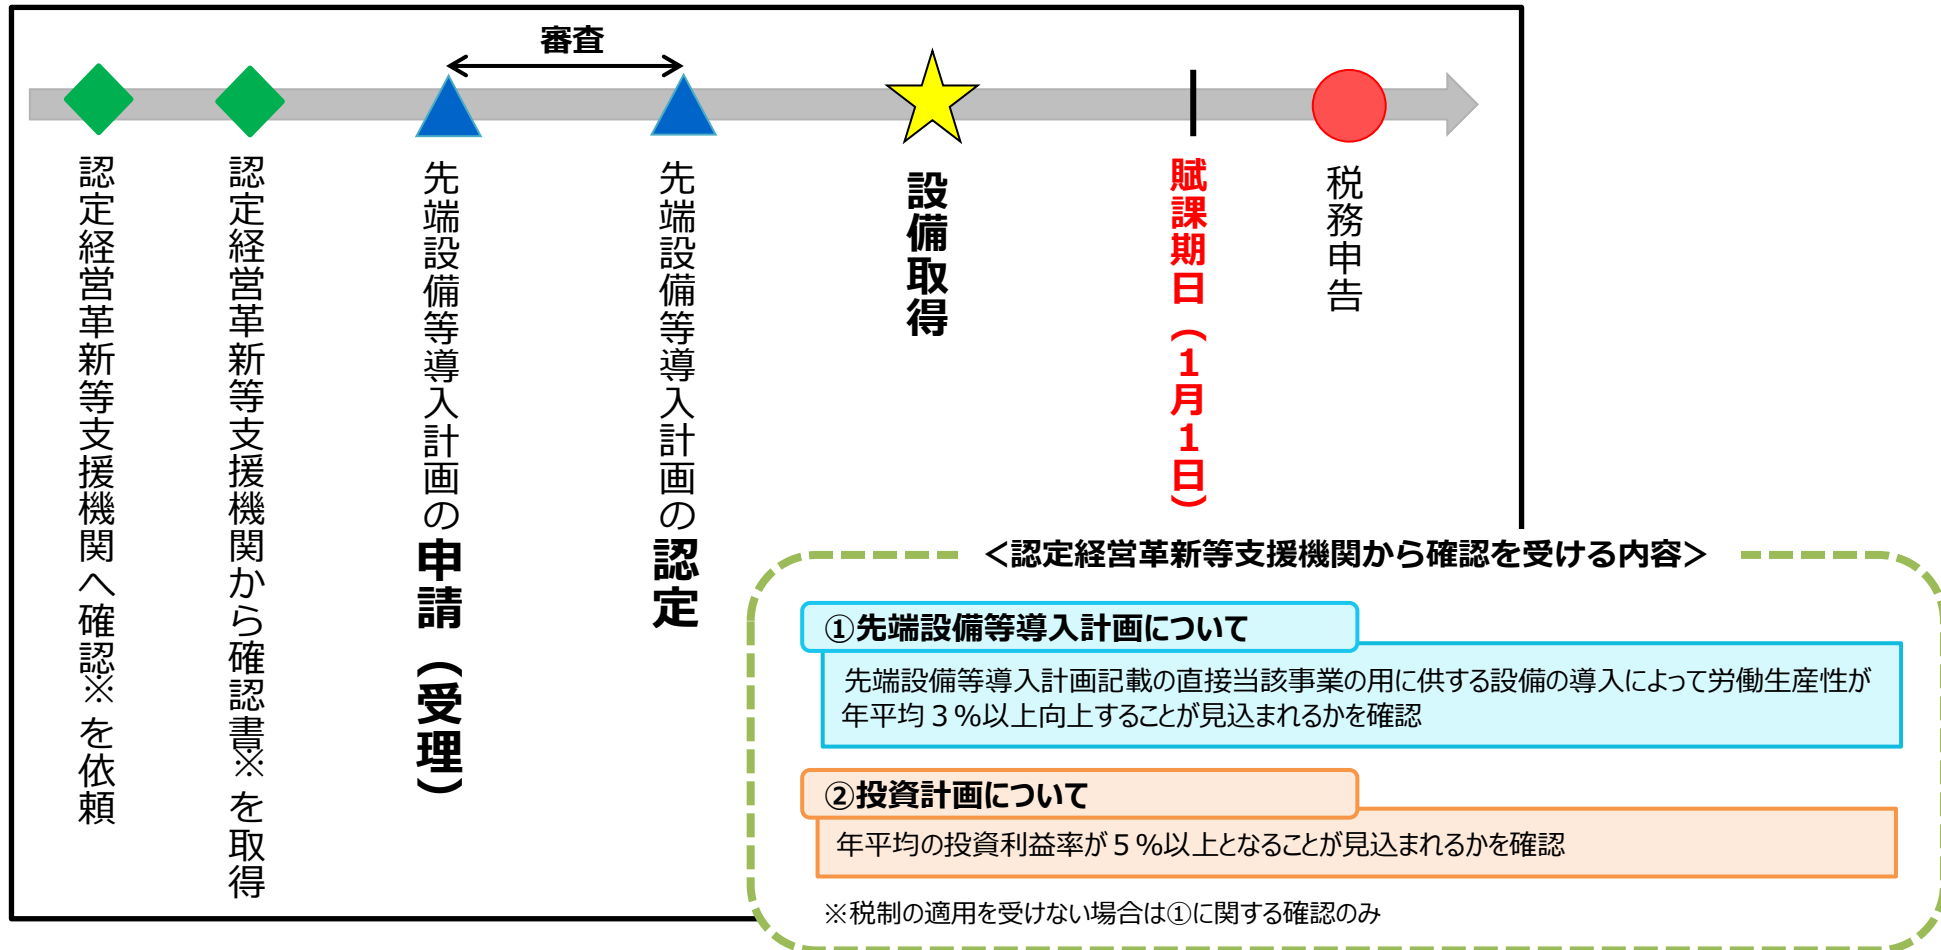 審査
認定経営革新等支援機関へ確認※を依頼
認定経営革新等支援機関から確認書※を取得
先端設備等導入計画の申請（受理）
先端設備等導入計画の認定
設備取得
賦課期日（１月１日）
税務申告
＜認定経営革新等支援機関から確認を受ける内容＞
①先端設備等導入計画について
先端設備等導入計画記載の直接当該事業の用に供する設備の導入によって労働生産性が
年平均３％以上向上することが見込まれるかを確認
②投資計画について
年平均の投資利益率が５％以上となることが見込まれるかを確認
※税制の適用を受けない場合は①に関する確認のみ